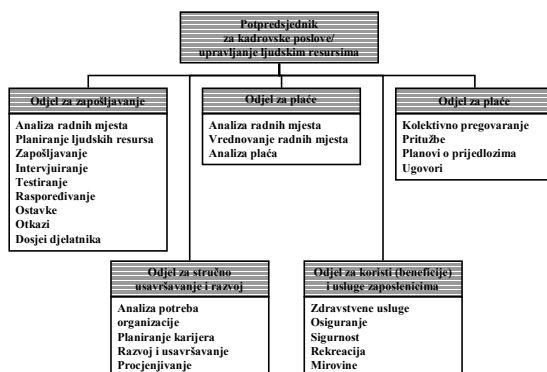 Potpredsjednik
za kadrovske poslove/
upravljanje ljudskim resursima
Odjel za zapošljavanje
Analiza radnih mjesta
Planiranje ljudskih resursa
Zapošljavanje
Intervjuiranje
Testiranje
Raspoređivanje
Ostavke
Otkazi
Dosjei djelatnika
Odjel za plaće
Analiza radnih mjesta
Vrednovanje radnih mjesta
Analiza plaća
Odjel za plaće
Kolektivno pregovaranje
Pritužbe
Planovi o prijedlozima
Ugovori
Odjel za stručno
usavršavanje i razvoj
Analiza potreba
organizacije
Planiranje karijera
Razvoj i usavršavanje
Procjenjivanje
Odjel za koristi (beneficije)
i usluge zaposlenicima
Zdravstvene usluge
Osiguranje
Sigurnost
Rekreacija
Mirovine